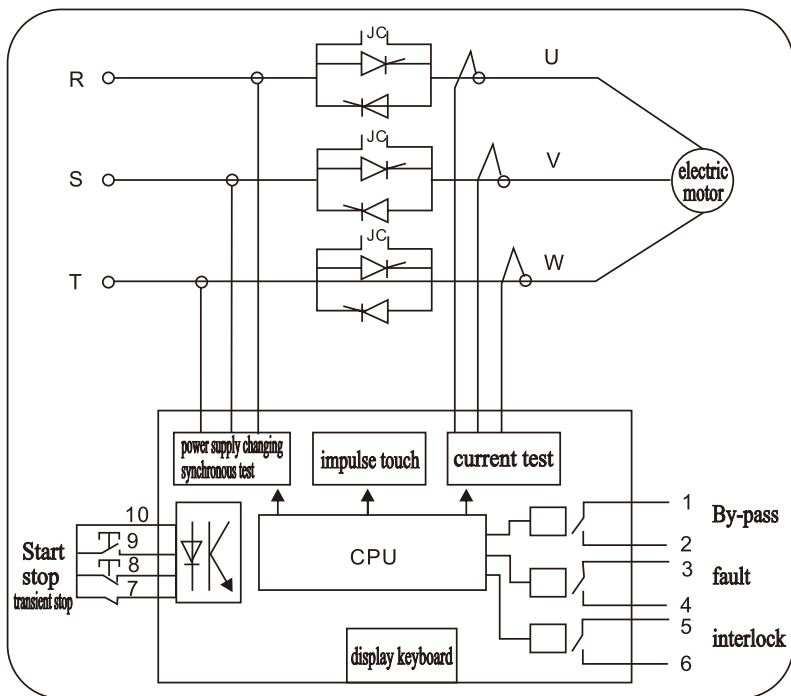 JC
R
U
JC
S
V
electric
motor
JC
T
W
power supply changing
synchronous test
impulse touch
current test
10
9
8
7
Start
stop
transient stop
CPU
1
By-pass
2
3
fault
4
5
interlock
6
display keyboard